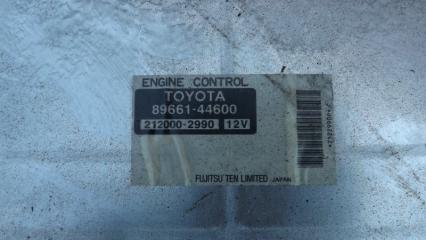 ENGINE CONTROL
TOYOTA
89661-44600
212000-2990 12V
FUJITSU TEN LIMITED JAPAN